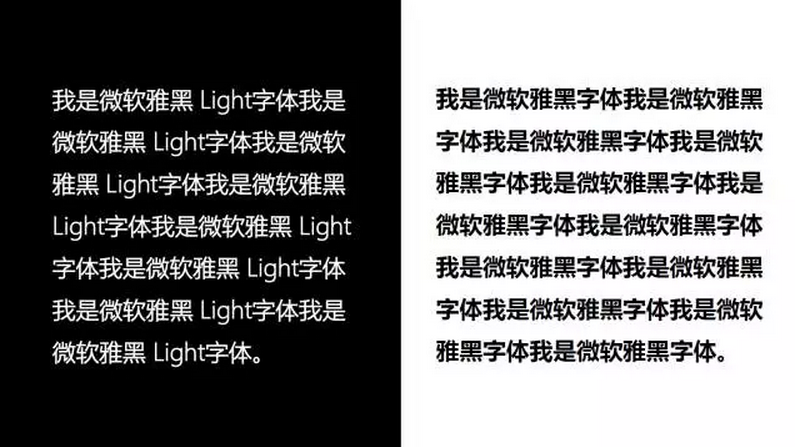 我是微软雅黑 Light字体我是
微软雅黑 Light字体我是微软
雅黑 Light字体我是微软雅黑
Light字体我是微软雅黑 Light
字体我是微软雅黑 Light字体
我是微软雅黑 Light字体我是
微软雅黑 Light字体。
我是微软雅黑字体我是微软雅黑
字体我是微软雅黑字体我是微软
雅黑字体我是微软雅黑字体我是
微软雅黑字体我是微软雅黑字体
我是微软雅黑字体我是微软雅黑
字体我是微软雅黑字体我是微软
雅黑字体我是微软雅黑字体。